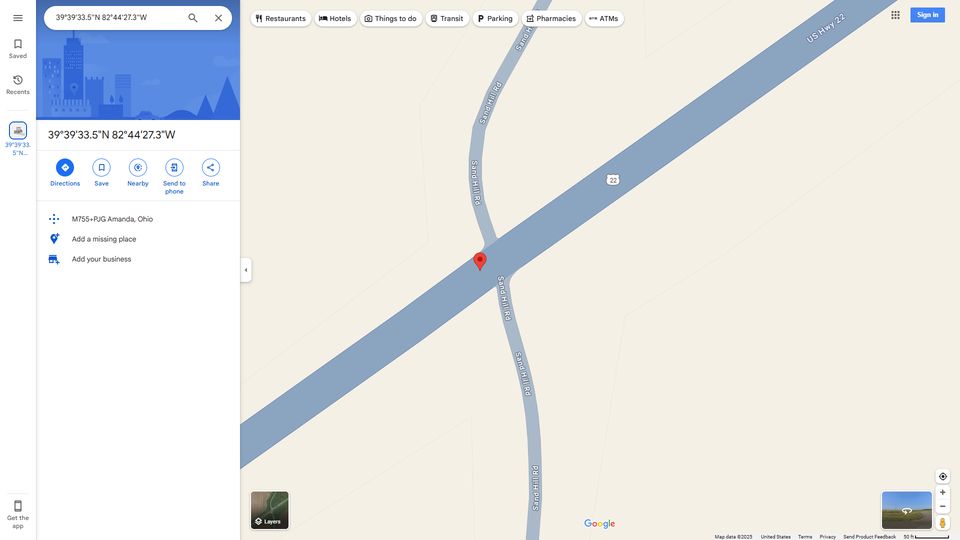 39°39'33.5"N 82°44'27.3"W
Restaurants
Hotels
Things to do
Transit
Parking
Pharmacies
ATMs
Sign in
Saved
Recents
39°39'33.
5"N...
39°39'33.5"N 82°44'27.3"W
Directions
Save
Nearby
Send to
phone
Share
M755+PJG Amanda, Ohio
Add a missing place
Add your business
Get the
app
Sand H
US Hwy 22
Sand Hill Rd
Sand Hill Rd
22
Sand Hill Rd
Sand Hill Rd
Sand Hill Rd
Layers
Google
Map data ©2025
United States
Terms
Privacy
Send Product Feedback
50 ft